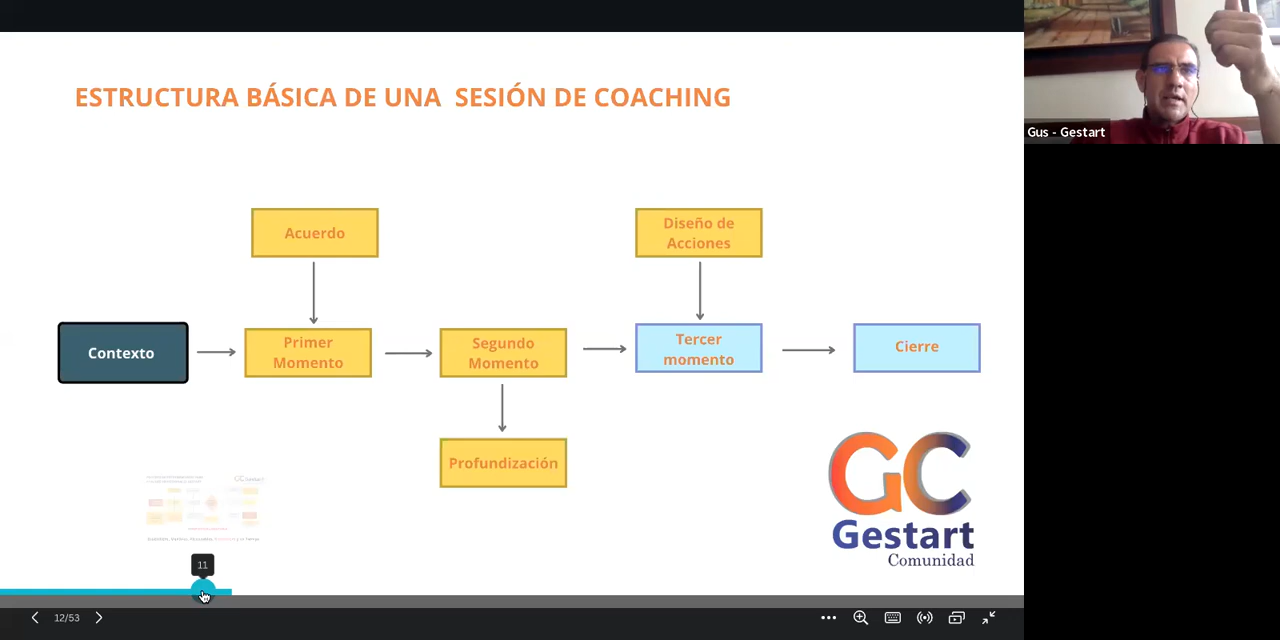 ESTRUCTURA BÁSICA DE UNA SESIÓN DE COACHING
Gus - Gestart
Acuerdo
Diseño de
Acciones
Contexto
Primer
Momento
Segundo
Momento
Tercer
momento
Cierre
Profundización
GC
Gestart
Comunidad
11
12/53